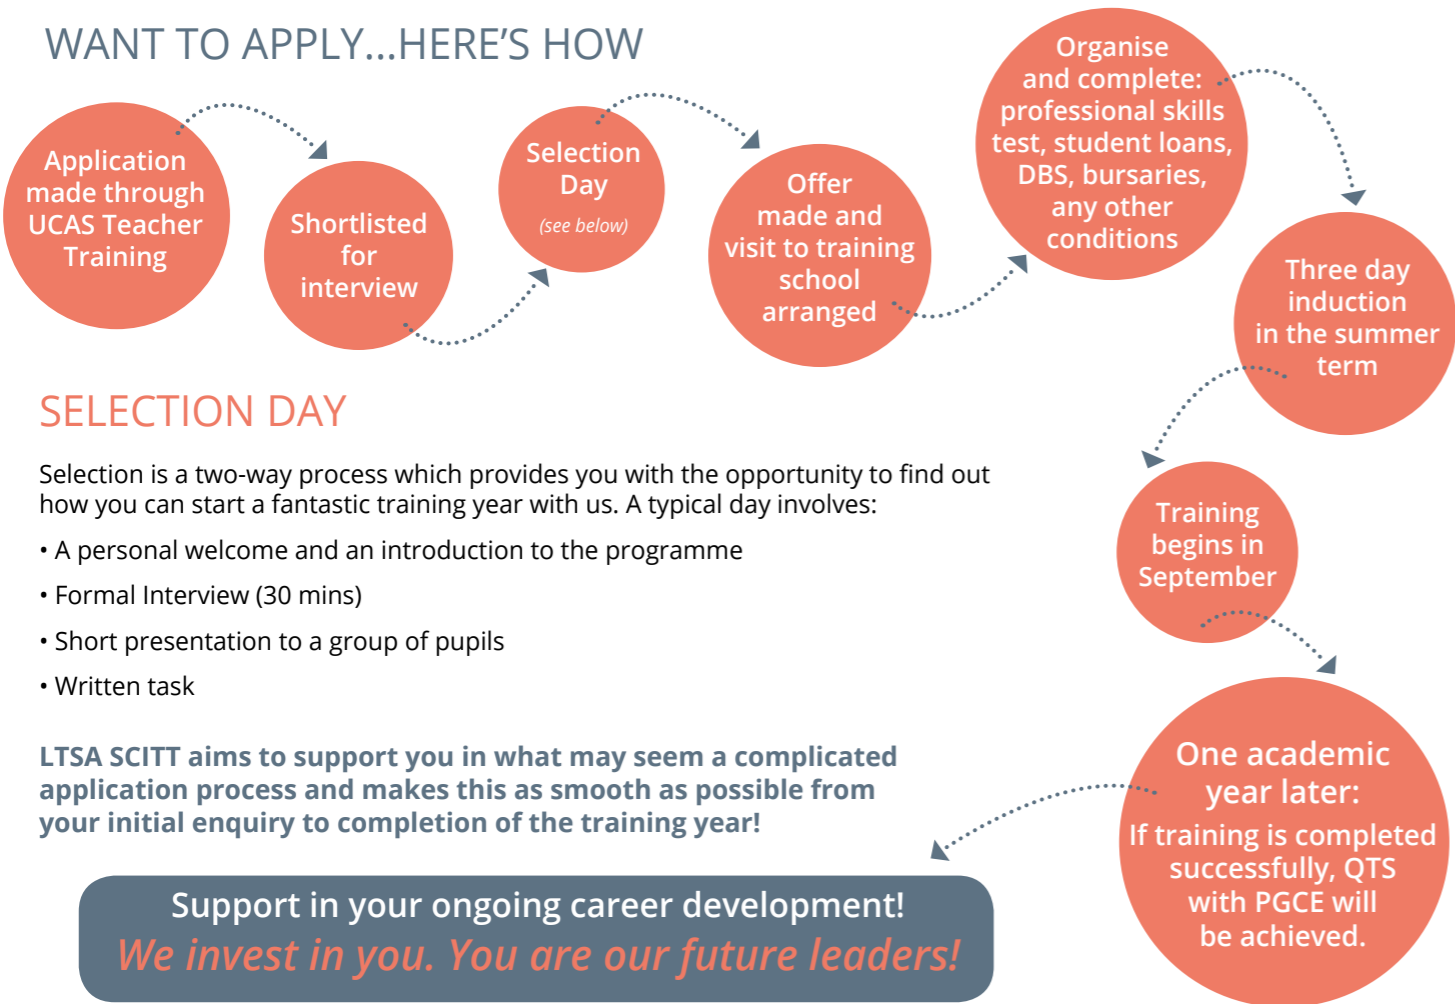 WANT TO APPLY...HERE'S HOW
Application
made through
UCAS Teacher
Training
Shortlisted
for
interview
Selection
Day
(see below)
Offer
made and
visit to training
school
arranged
Organise
and complete:
professional skills
test, student loans,
DBS, bursaries,
any other
conditions
Three day
induction
in the summer
term
Training
begins in
September
One academic
year later:
If training is completed
successfully, QTS
with PGCE will
be achieved.
SELECTION DAY
Selection is a two-way process which provides you with the opportunity to find out
how you can start a fantastic training year with us. A typical day involves:
• A personal welcome and an introduction to the programme
• Formal Interview (30 mins)
• Short presentation to a group of pupils
• Written task
LTSA SCITT aims to support you in what may seem a complicated
application process and makes this as smooth as possible from
your initial enquiry to completion of the training year!
Support in your ongoing career development!
We invest in you. You are our future leaders!